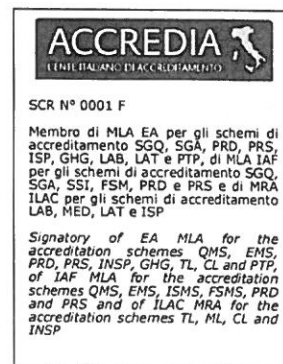 ACCREDIA
L'ENTE ITALIANO DI ACCREDITAMENTO
SCR N° 0001 F
Membro di MLA EA per gli schemi di
accreditamento SGQ, SGA, PRD, PRS,
ISP, GHG, LAB, LAT e PTP, di MLA IAF
per gli schemi di accreditamento SGQ,
SGA, SSI, FSM, PRD e PRS e di MRA
ILAC per gli schemi di accreditamento
LAB, MED, LAT e ISP
Signatory of EA MLA for the
accreditation schemes QMS, EMS,
PRD, PRS, INSP, GHG, TL, CL and PTP,
of IAF MLA for the accreditation
schemes QMS, EMS, ISMS, FSMS, PRD
and PRS and of ILAC MRA for the
accreditation schemes TL, ML, CL and
INSP